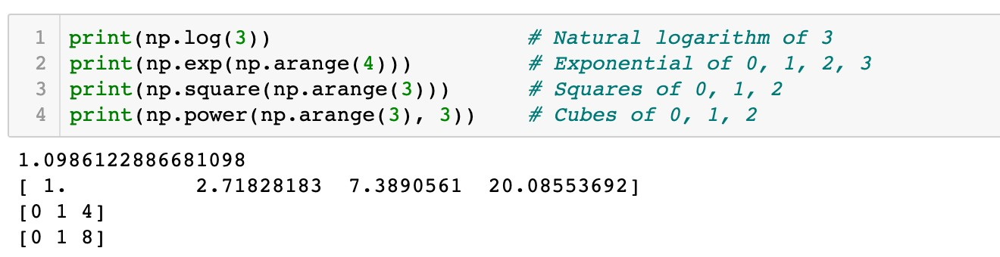 1 print(np.log(3))                    # Natural logarithm of 3
2 print(np.exp(np.arange(4)))         # Exponential of 0, 1, 2, 3
3 print(np.square(np.arange(3)))      # Squares of 0, 1, 2
4 print(np.power(np.arange(3), 3))    # Cubes of 0, 1, 2
1.0986122886681098
[ 1.          2.71828183  7.3890561  20.08553692]
[0 1 4]
[0 1 8]